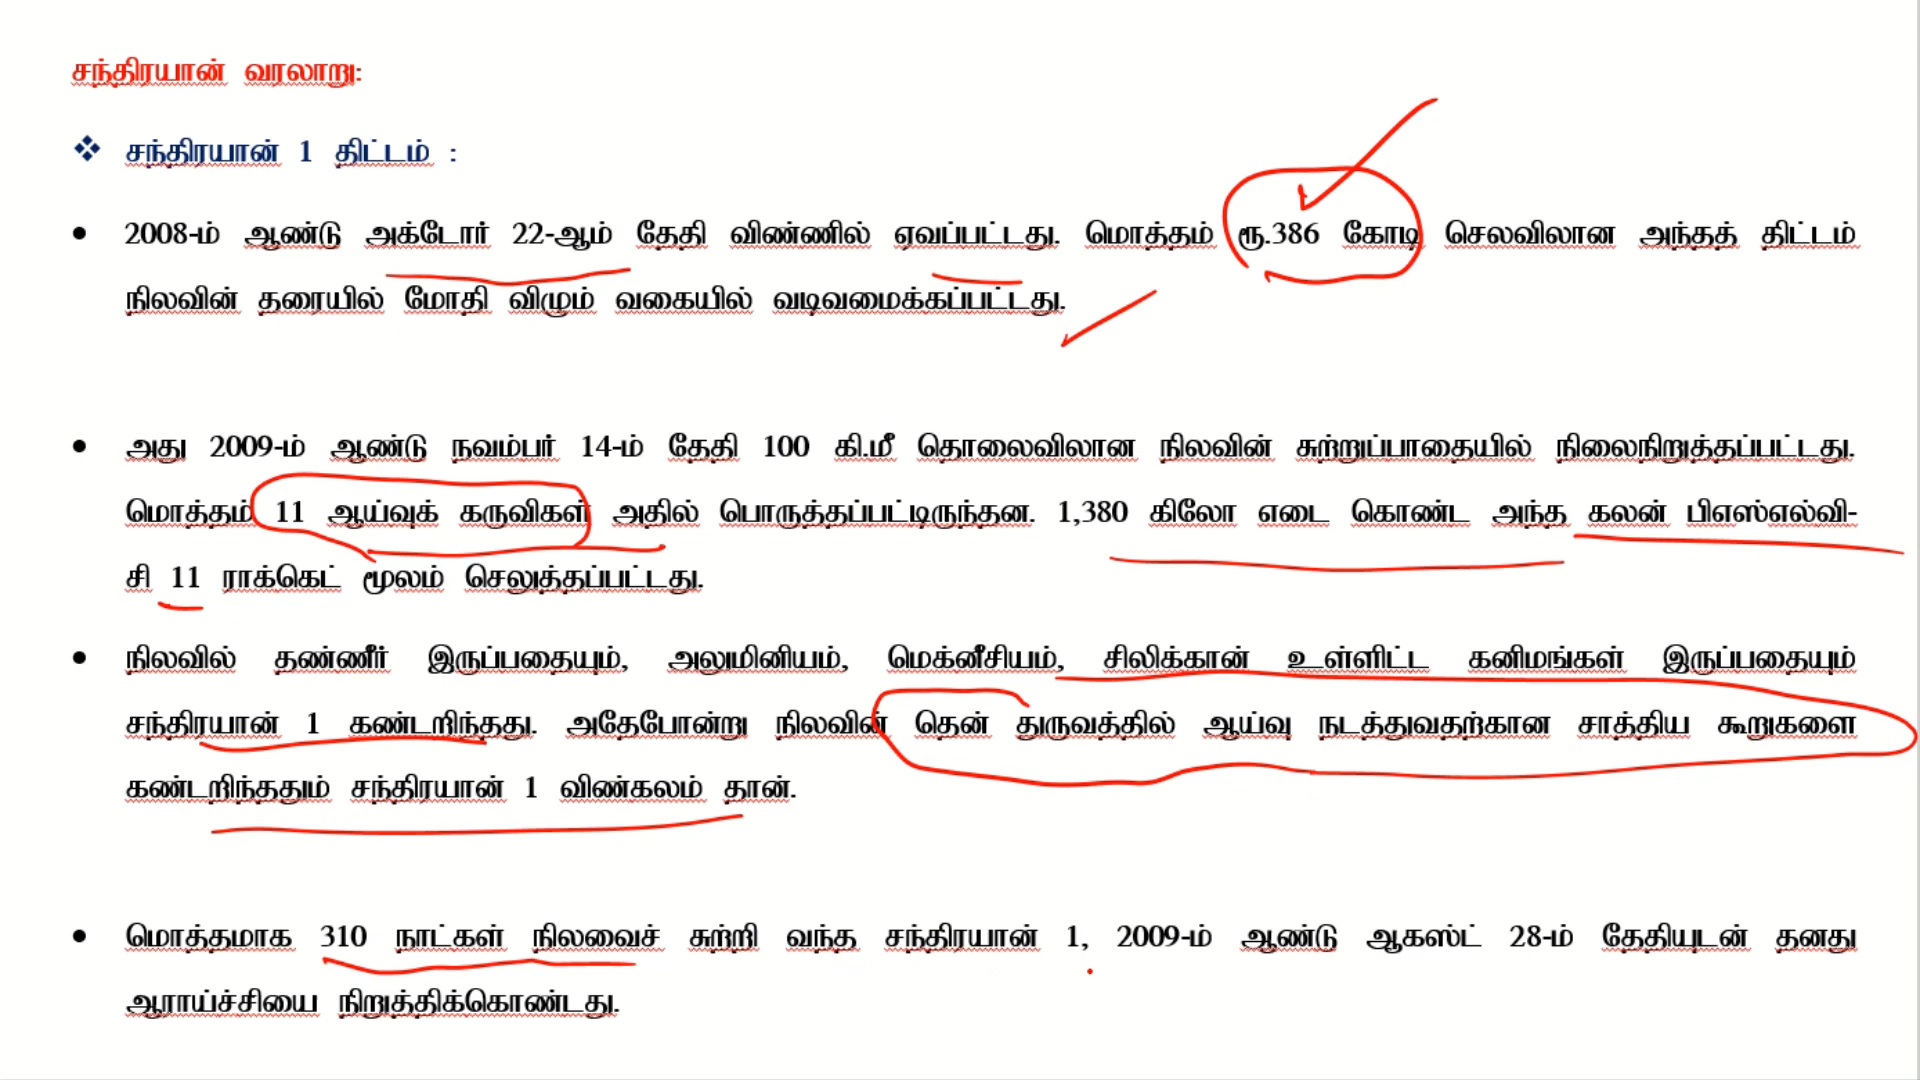 சந்திரயான் வரலாறு:
❖ சந்திரயான் 1 திட்டம் :
• 2008-ம் ஆண்டு அக்டோர் 22-ஆம் தேதி விண்ணில் ஏவப்பட்டது. மொத்தம் ரூ.386 கோடி செலவிலான அந்தத் திட்டம்
நிலவின் தரையில் மோதி விழும் வகையில் வடிவமைக்கப்பட்டது.
• அது 2009-ம் ஆண்டு நவம்பர் 14-ம் தேதி 100 கி.மீ தொலைவிலான நிலவின் சுற்றுப்பாதையில் நிலைநிறுத்தப்பட்டது.
மொத்தம் 11 ஆய்வுக் கருவிகள் அதில் பொருத்தப்பட்டிருந்தன. 1,380 கிலோ எடை கொண்ட அந்த கலன் பிஎஸ்எல்வி-
சி 11 ராக்கெட் மூலம் செலுத்தப்பட்டது.
• நிலவில் தண்ணீர் இருப்பதையும், அலுமினியம், மெக்னீசியம், சிலிக்கான் உள்ளிட்ட கனிமங்கள் இருப்பதையும்
சந்திரயான் 1 கண்டறிந்தது. அதேபோன்று நிலவின் தென் துருவத்தில் ஆய்வு நடத்துவதற்கான சாத்திய கூறுகளை
கண்டறிந்ததும் சந்திரயான் 1 விண்கலம் தான்.
• மொத்தமாக 310 நாட்கள் நிலவைச் சுற்றி வந்த சந்திரயான் 1, 2009-ம் ஆண்டு ஆகஸ்ட் 28-ம் தேதியுடன் தனது
ஆராய்ச்சியை நிறுத்திக்கொண்டது.